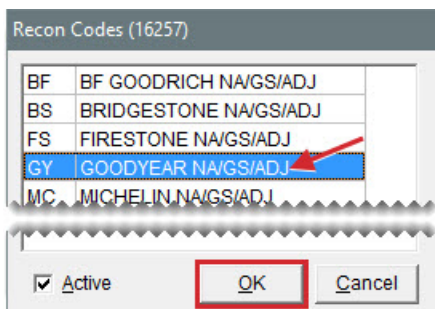 Recon Codes (16257)
BF BF GOODRICH NA/GS/ADJ
BS BRIDGESTONE NA/GS/ADJ
FS FIRESTONE NA/GS/ADJ
GY GOODYEAR NA/GS/ADJ
MC MICHELIN NA/GS/ADJ
Active OK Cancel